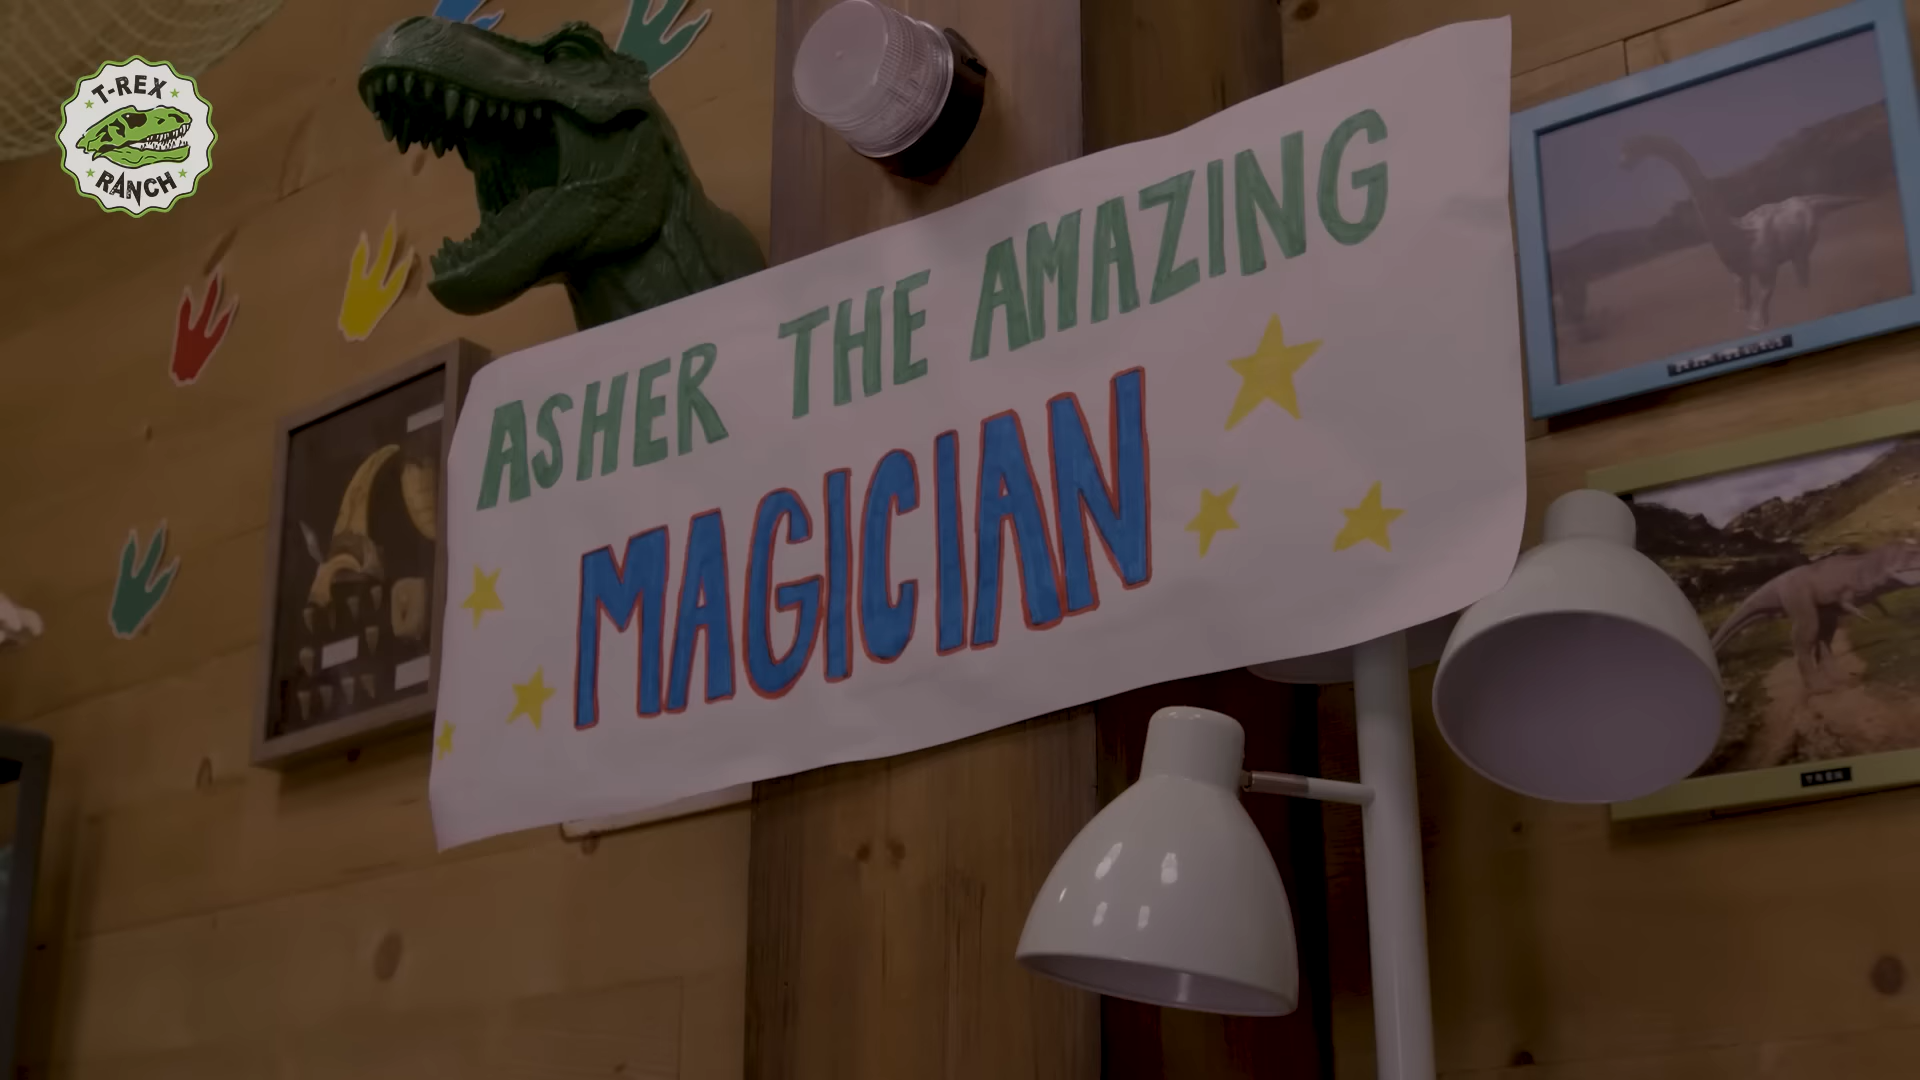 T-REX
RANCH
ASHER THE AMAZING
MAGICIAN